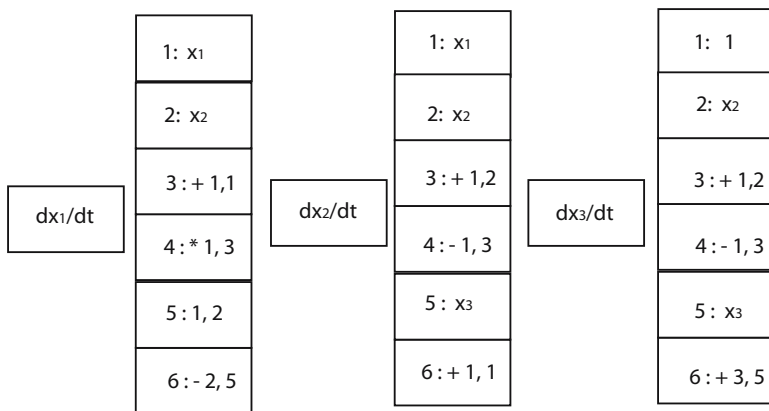 dx1/dt
1: x1
2: x2
3 : + 1,1
4 : * 1, 3
5 : 1, 2
6 : - 2, 5
dx2/dt
1: x1
2: x2
3 : + 1,2
4 : - 1, 3
5 : x3
6 : + 1, 1
dx3/dt
1: 1
2: x2
3 : + 1,2
4 : - 1, 3
5 : x3
6 : + 3, 5